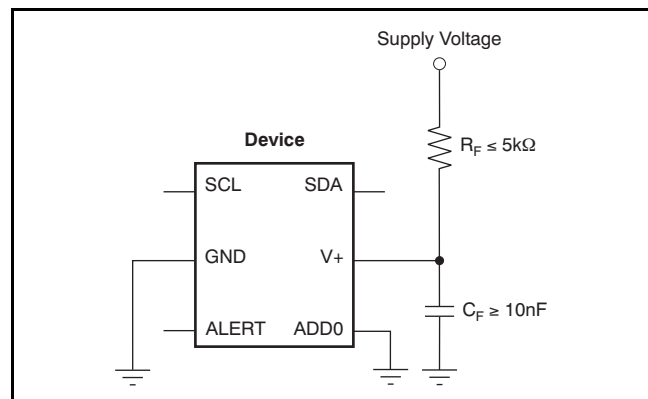 Supply Voltage
R_F ≤ 5kΩ
Device
SCL SDA
GND V+
C_F ≥ 10nF
ALERT ADD0